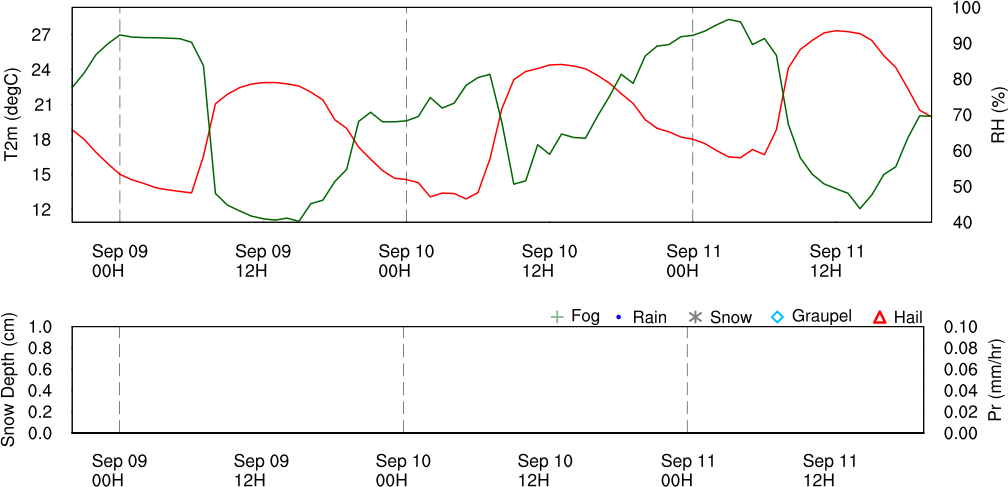 T2m (degC)
27
24
21
18
15
12
100
90
80
70
60
50
40
RH (%)
Sep 09 Sep 09 Sep 10 Sep 10 Sep 11 Sep 11
00H 12H 00H 12H 00H 12H
Fog Rain Snow Graupel Hail
Snow Depth (cm)
1.0
0.8
0.6
0.4
0.2
0.0
0.10
0.08
0.06
0.04
0.02
0.00
Pr (mm/hr)
Sep 09 Sep 09 Sep 10 Sep 10 Sep 11 Sep 11
00H 12H 00H 12H 00H 12H